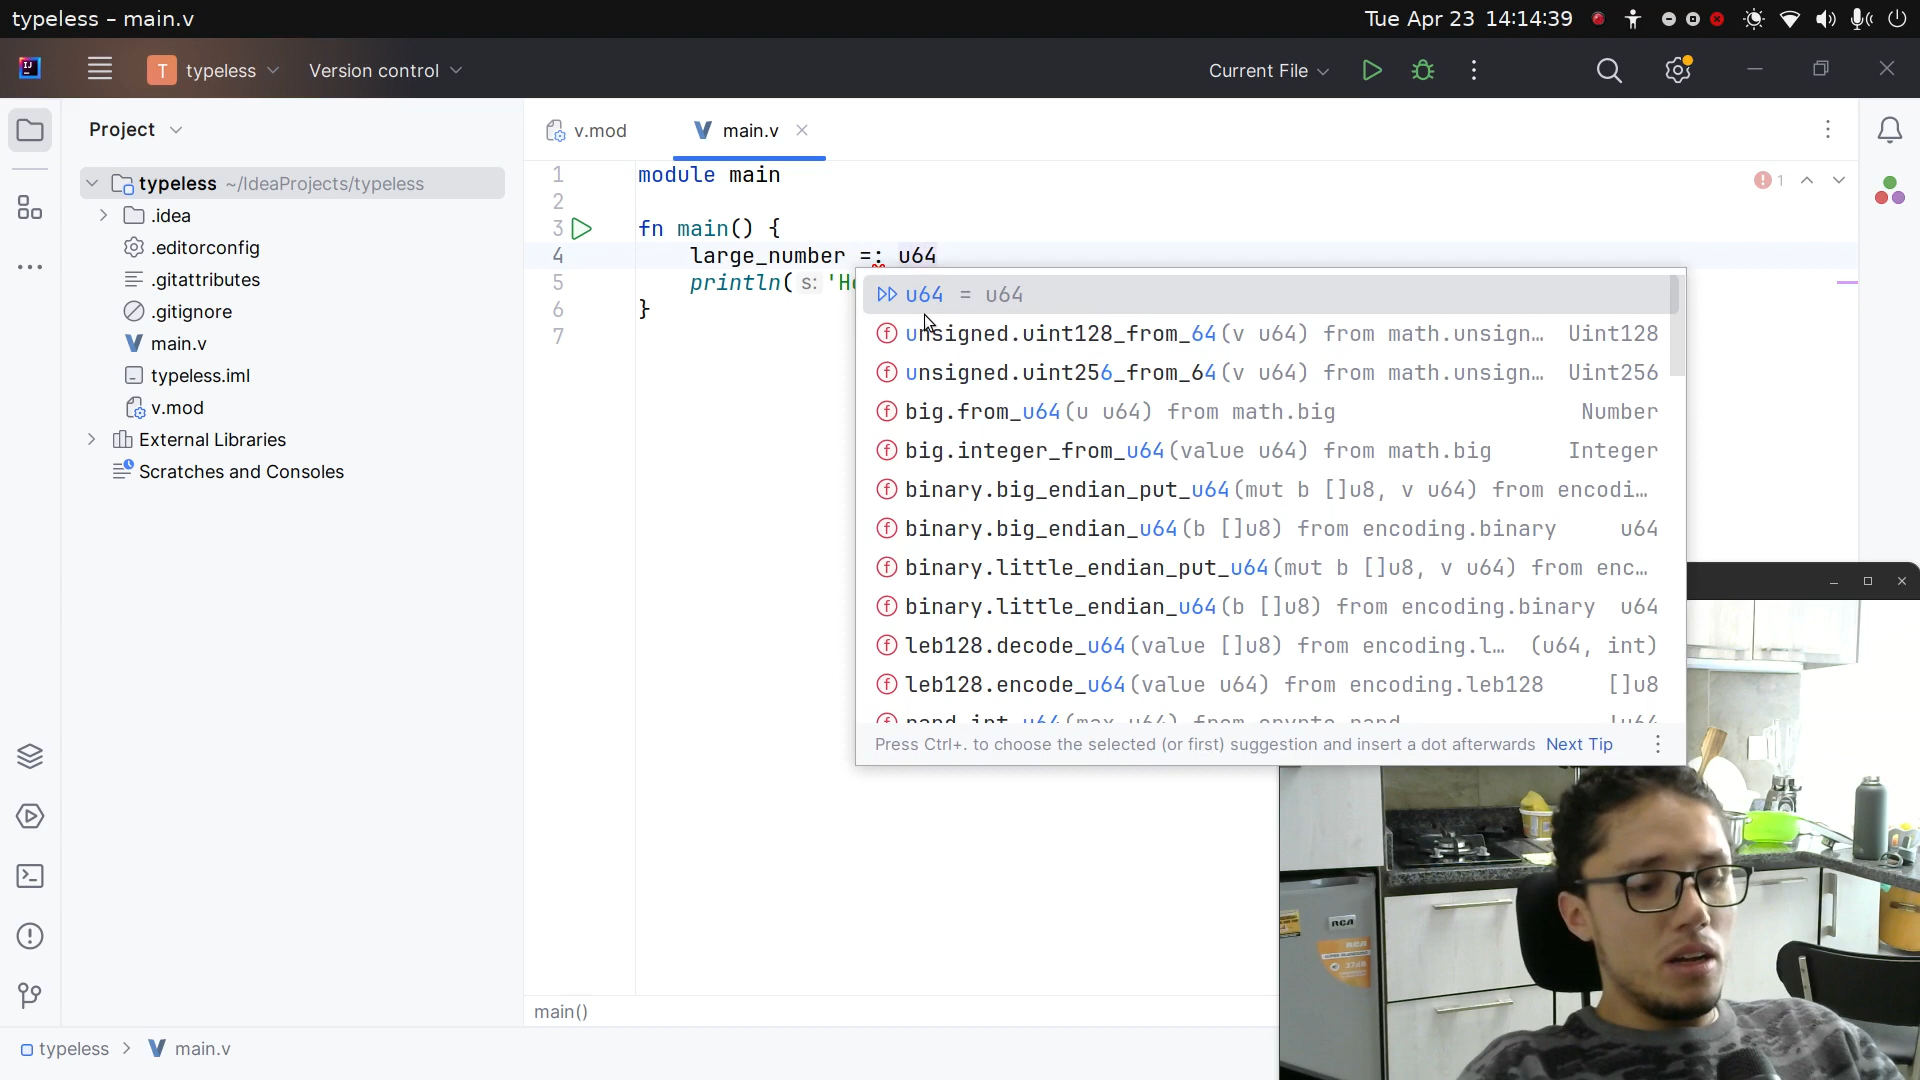 typeless – main.v
Tue Apr 23 14:14:39
IJ
T typeless
Version control
Current File
Project
v.mod
main.v
typeless ~/IdeaProjects/typeless
.idea
.editorconfig
.gitattributes
.gitignore
main.v
typeless.iml
v.mod
External Libraries
Scratches and Consoles
1 module main
2
3 fn main() {
4 large_number =: u64
5 println( s: 'H
6 }
7
1
u64 = u64
unsigned.uint128_from_64(v u64) from math.unsign… Uint128
unsigned.uint256_from_64(v u64) from math.unsign… Uint256
big.from_u64(u u64) from math.big Number
big.integer_from_u64(value u64) from math.big Integer
binary.big_endian_put_u64(mut b []u8, v u64) from encodi…
binary.big_endian_u64(b []u8) from encoding.binary u64
binary.little_endian_put_u64(mut b []u8, v u64) from enc…
binary.little_endian_u64(b []u8) from encoding.binary u64
leb128.decode_u64(value []u8) from encoding.l… (u64, int)
leb128.encode_u64(value u64) from encoding.leb128 []u8
rand.int_u64(max u64) from crypto.rand !u64
Press Ctrl+. to choose the selected (or first) suggestion and insert a dot afterwards Next Tip
RCA
RCA
main()
typeless > main.v